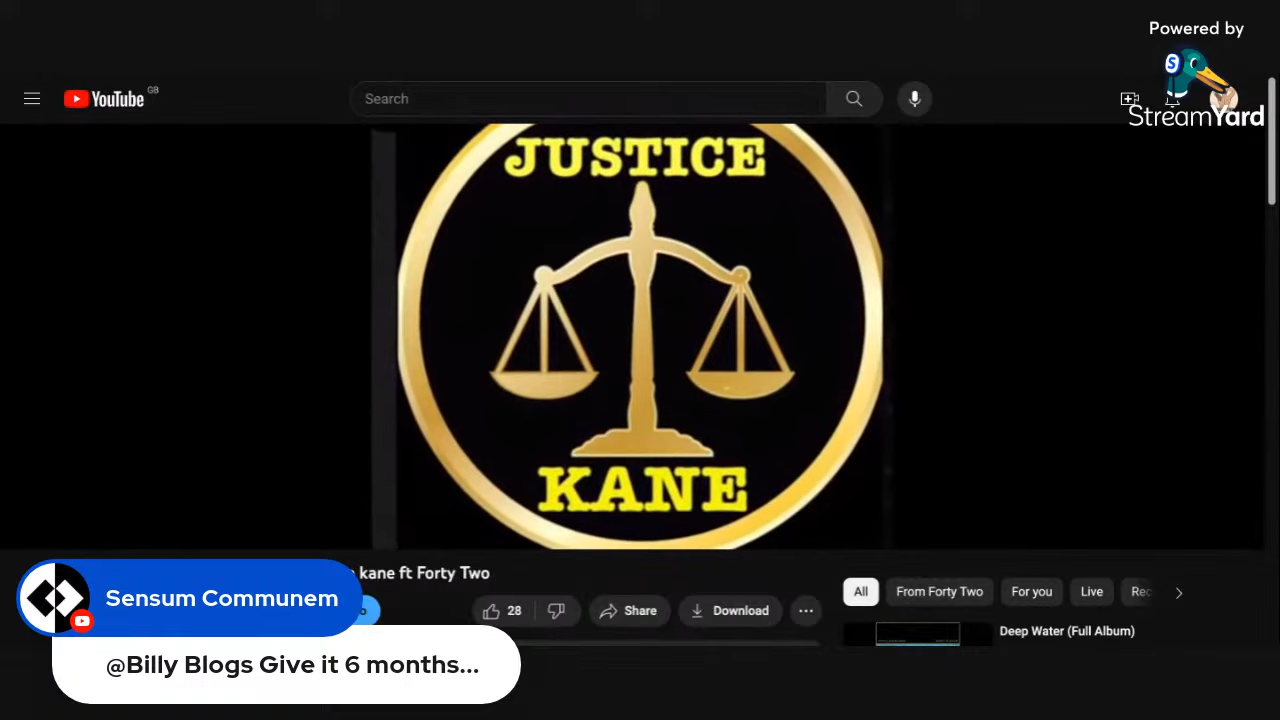 Powered by
StreamYard
YouTube GB
Search
JUSTICE
KANE
kane ft Forty Two
28
Share
Download
All
From Forty Two
For you
Live
Rec
Deep Water (Full Album)
Sensum Communem
@Billy Blogs Give it 6 months...